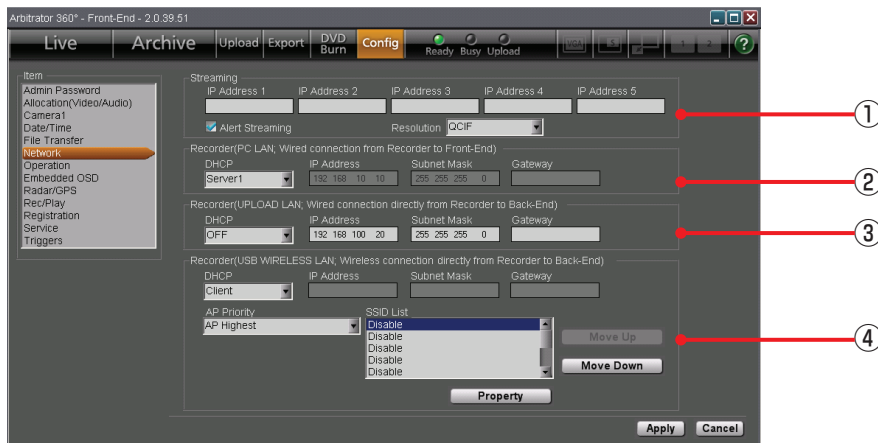 Arbitrator 360° - Front-End - 2.0.39.51
Live Archive Upload Export DVD Burn Config Ready Busy Upload VGA S 1 2 ?
Item
Admin Password
Allocation(Video/Audio)
Camera1
Date/Time
File Transfer
Network
Operation
Embedded OSD
Radar/GPS
Rec/Play
Registration
Service
Triggers
Streaming
IP Address 1 IP Address 2 IP Address 3 IP Address 4 IP Address 5
Alert Streaming Resolution QCIF
①
Recorder(PC LAN; Wired connection from Recorder to Front-End)
DHCP IP Address Subnet Mask Gateway
Server1 192 168 10 10 255 255 255 0
②
Recorder(UPLOAD LAN; Wired connection directly from Recorder to Back-End)
DHCP IP Address Subnet Mask Gateway
OFF 192 168 100 20 255 255 255 0
③
Recorder(USB WIRELESS LAN; Wireless connection directly from Recorder to Back-End)
DHCP IP Address Subnet Mask Gateway
Client
AP Priority SSID List
AP Highest Disable
Disable
Disable
Disable
Disable
Move Up
Move Down
④
Property
Apply Cancel